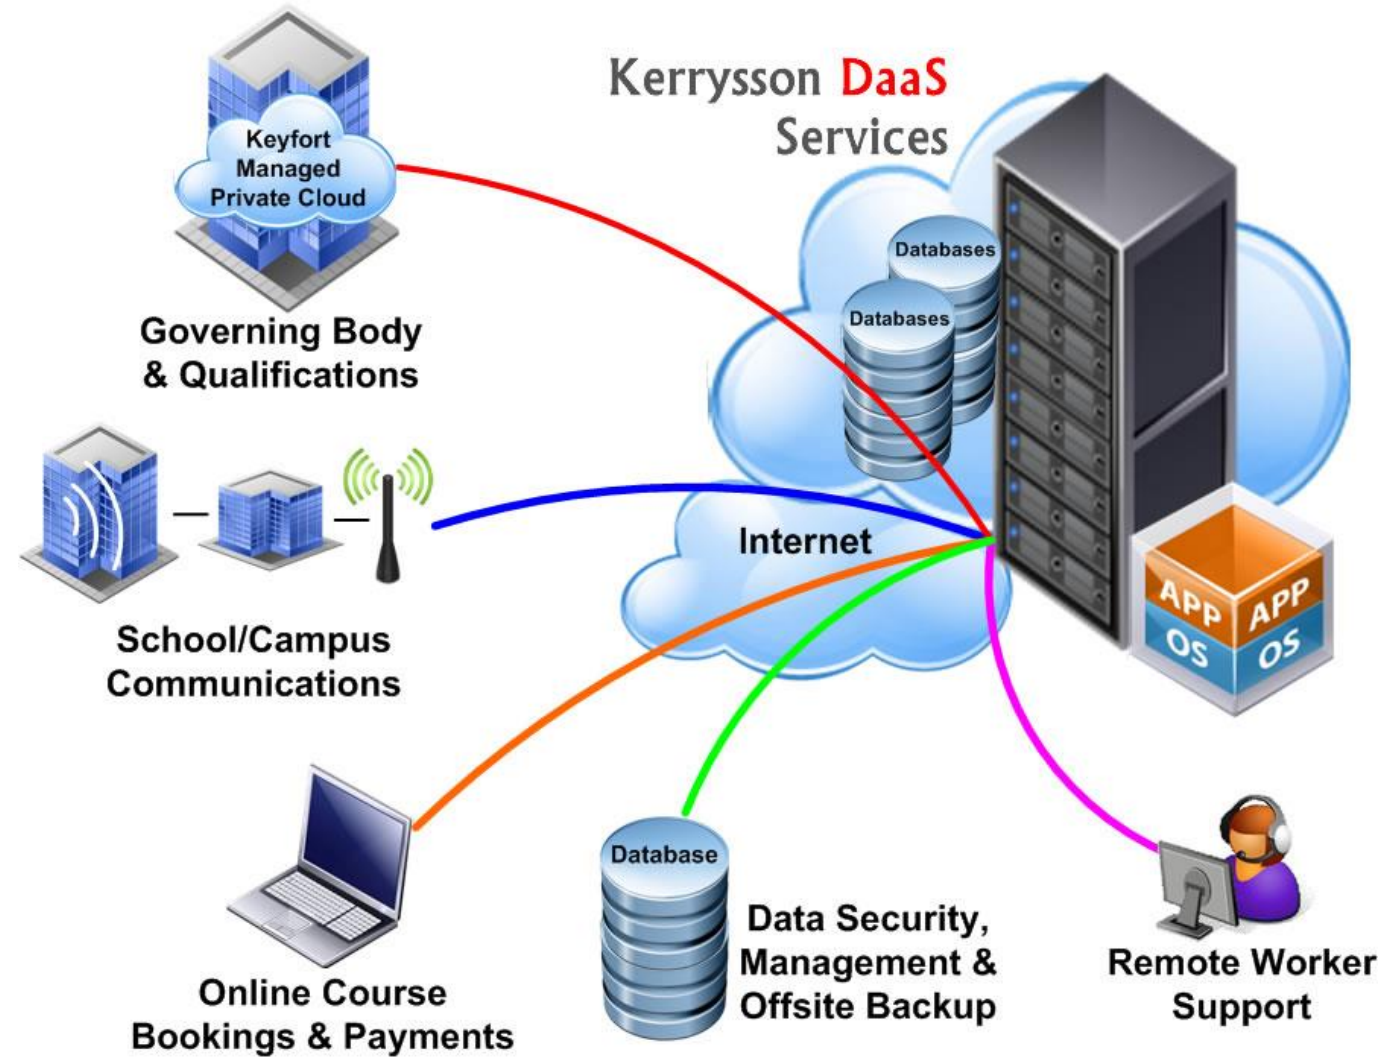 Kerrysson DaaS
Services
Keyfort
Managed
Private Cloud
Governing Body
& Qualifications
Databases
Databases
Internet
APP
APP
OS
OS
School/Campus
Communications
Online Course
Bookings & Payments
Database
Data Security,
Management &
Offsite Backup
Remote Worker
Support